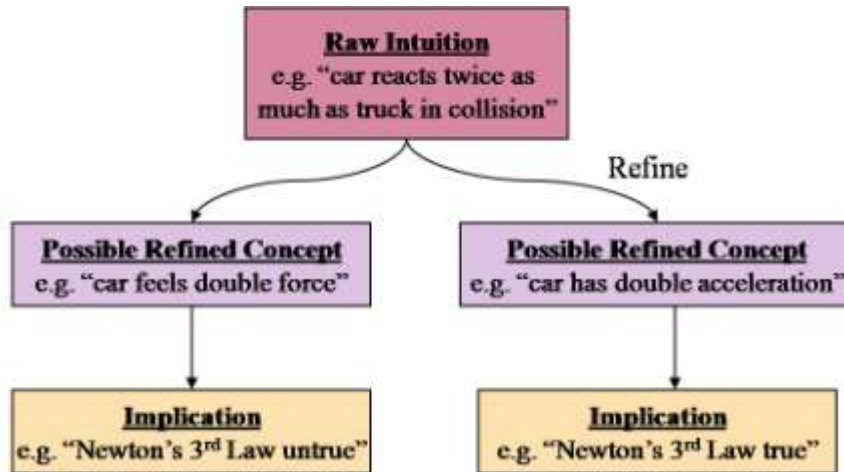 Raw Intuition
e.g. “car reacts twice as
much as truck in collision”
Refine
Possible Refined Concept
e.g. “car feels double force”
Possible Refined Concept
e.g. “car has double acceleration”
Implication
e.g. “Newton’s 3rd Law untrue”
Implication
e.g. “Newton’s 3rd Law true”